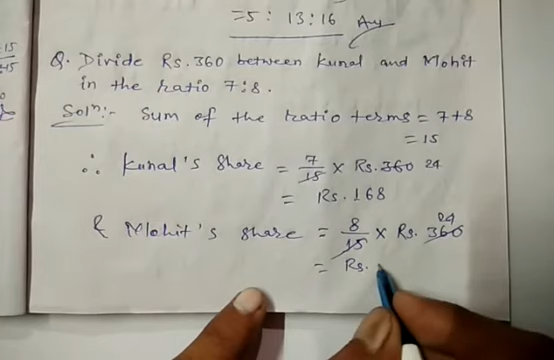 =5 : 13:16 Ans
15
45
Q. Divide Rs.360 between Kunal and Mohit
in the ratio 7:8.
Solⁿ:- Sum of the ratio terms = 7+8
= 15
∴ Kunal's Share = 7/15 × Rs.360 24
= Rs.168
& Mohit's share = 8/15 × Rs. 360 24
= Rs.